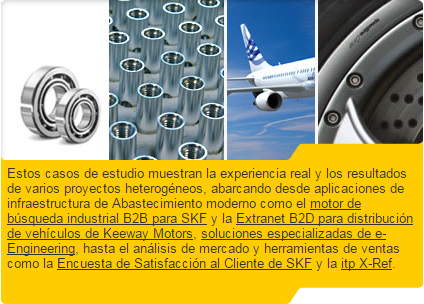 Estos casos de estudio muestran la experiencia real y los resultados
de varios proyectos heterogéneos, abarcando desde aplicaciones de
infraestructura de Abastecimiento moderno como el motor de
búsqueda industrial B2B para SKF y la Extranet B2D para distribución
de vehículos de Keeway Motors, soluciones especializadas de e-
Engineering, hasta el análisis de mercado y herramientas de ventas
como la Encuesta de Satisfacción al Cliente de SKF y la itp X-Ref.